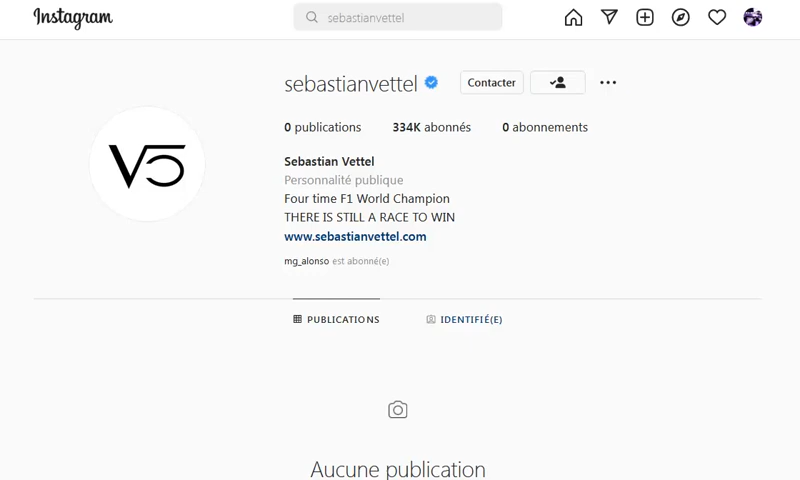 Instagram
sebastianvettel
sebastianvettel Contacter
0 publications 334K abonnés 0 abonnements
V5
Sebastian Vettel
Personnalité publique
Four time F1 World Champion
THERE IS STILL A RACE TO WIN
www.sebastianvettel.com
mg_alonso est abonné(e)
PUBLICATIONS IDENTIFIÉ(E)
Aucune publication